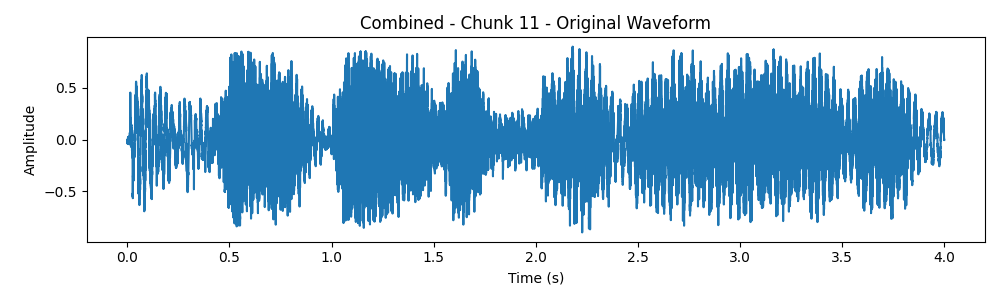 Combined - Chunk 11 - Original Waveform
Amplitude
0.5
0.0
−0.5
0.0 0.5 1.0 1.5 2.0 2.5 3.0 3.5 4.0
Time (s)